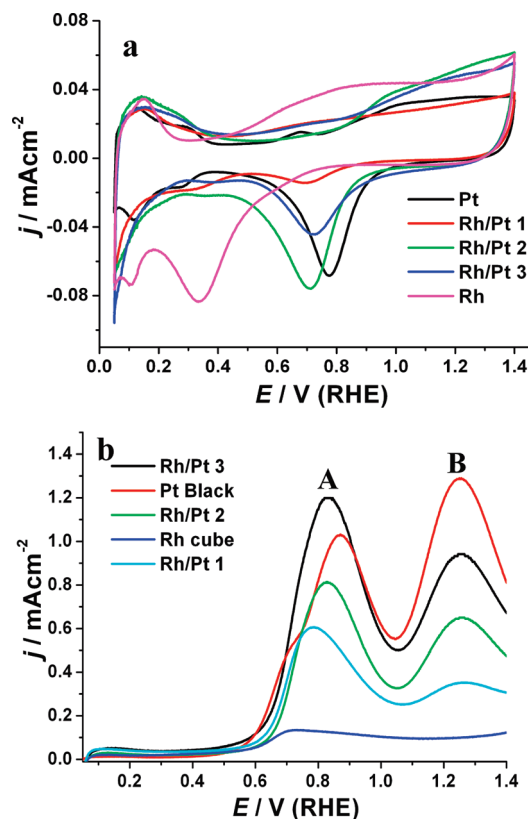 a
0.08
0.04
0.00
-0.04
-0.08
j / mAcm-2
Pt
Rh/Pt 1
Rh/Pt 2
Rh/Pt 3
Rh
0.0 0.2 0.4 0.6 0.8 1.0 1.2 1.4
E / V (RHE)
b
Rh/Pt 3
Pt Black
Rh/Pt 2
Rh cube
Rh/Pt 1
A
B
1.4
1.2
1.0
0.8
0.6
0.4
0.2
0.0
j / mAcm-2
0.2 0.4 0.6 0.8 1.0 1.2 1.4
E / V (RHE)